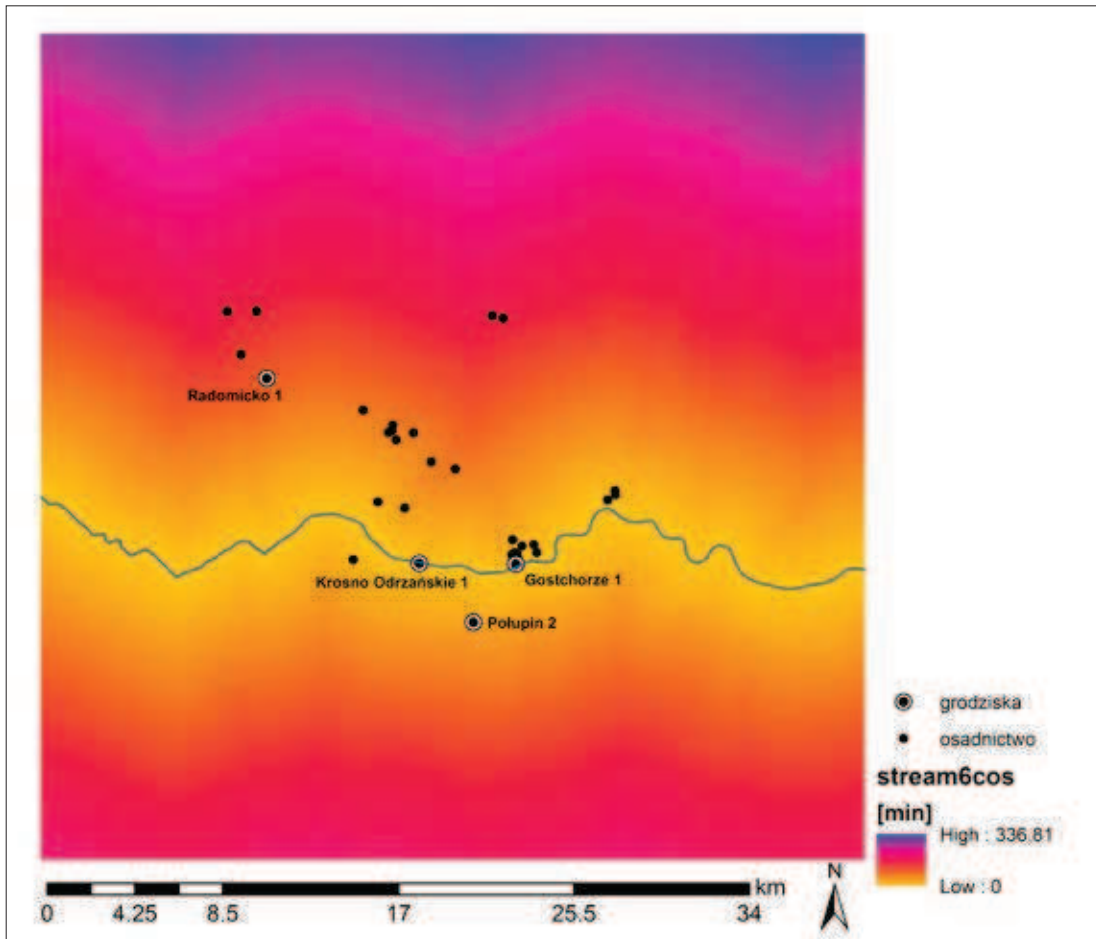 Radomicko 1
Krosno Odrzańskie 1
Gostchorze 1
Połupin 2
grodziska
osadnictwo
stream6cos
[min]
High : 336.81
Low : 0
N
km
0 4.25 8.5 17 25.5 34